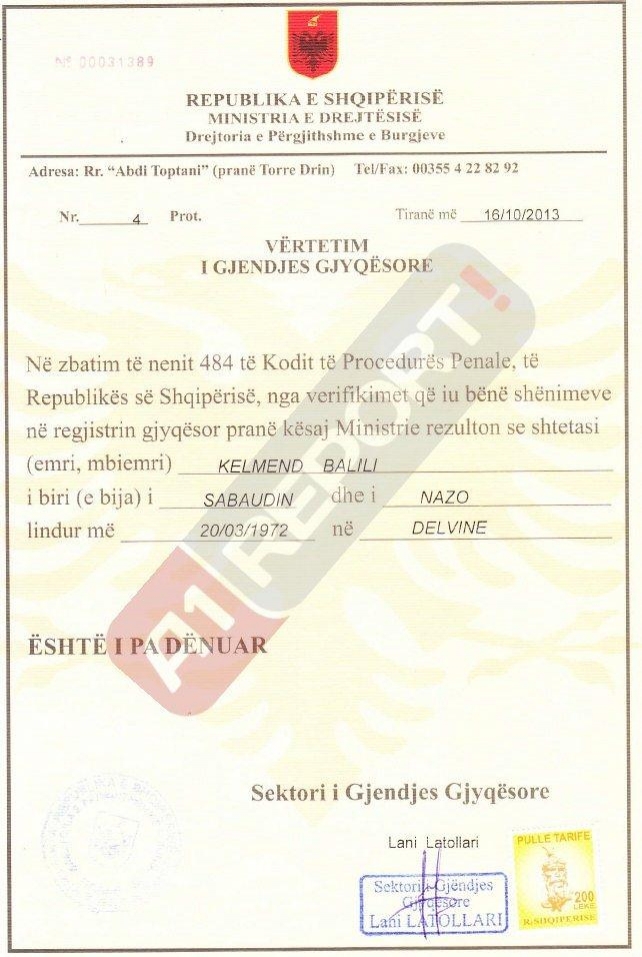 Nº 00031389
REPUBLIKA E SHQIPËRISË
MINISTRIA E DREJTËSISË
Drejtoria e Përgjithshme e Burgjeve
Adresa: Rr. “Abdi Toptani” (pranë Torre Drin) Tel/Fax: 00355 4 22 82 92
Nr. 4 Prot. Tiranë më 16/10/2013
VËRTETIM
I GJENDJES GJYQËSORE
Në zbatim të nenit 484 të Kodit të Procedurës Penale, të
Republikës së Shqipërisë, nga verifikimet që iu bënë shënimeve
në regjistrin gjyqësor pranë kësaj Ministrie rezulton se shtetasi
(emri, mbiemri) KELMEND BALILI
i biri (e bija) i SABAUDIN dhe i NAZO
lindur më 20/03/1972 në DELVINE
A1 REPORT!
ËSHTË I PA DËNUAR
Sektori i Gjendjes Gjyqësore
Lani Latollari
Sektori i Gjëndjes
Gjyqësore
Lani LATOLLARI
PULLE TARIFE
200
LEKE
R.SHQIPERISE